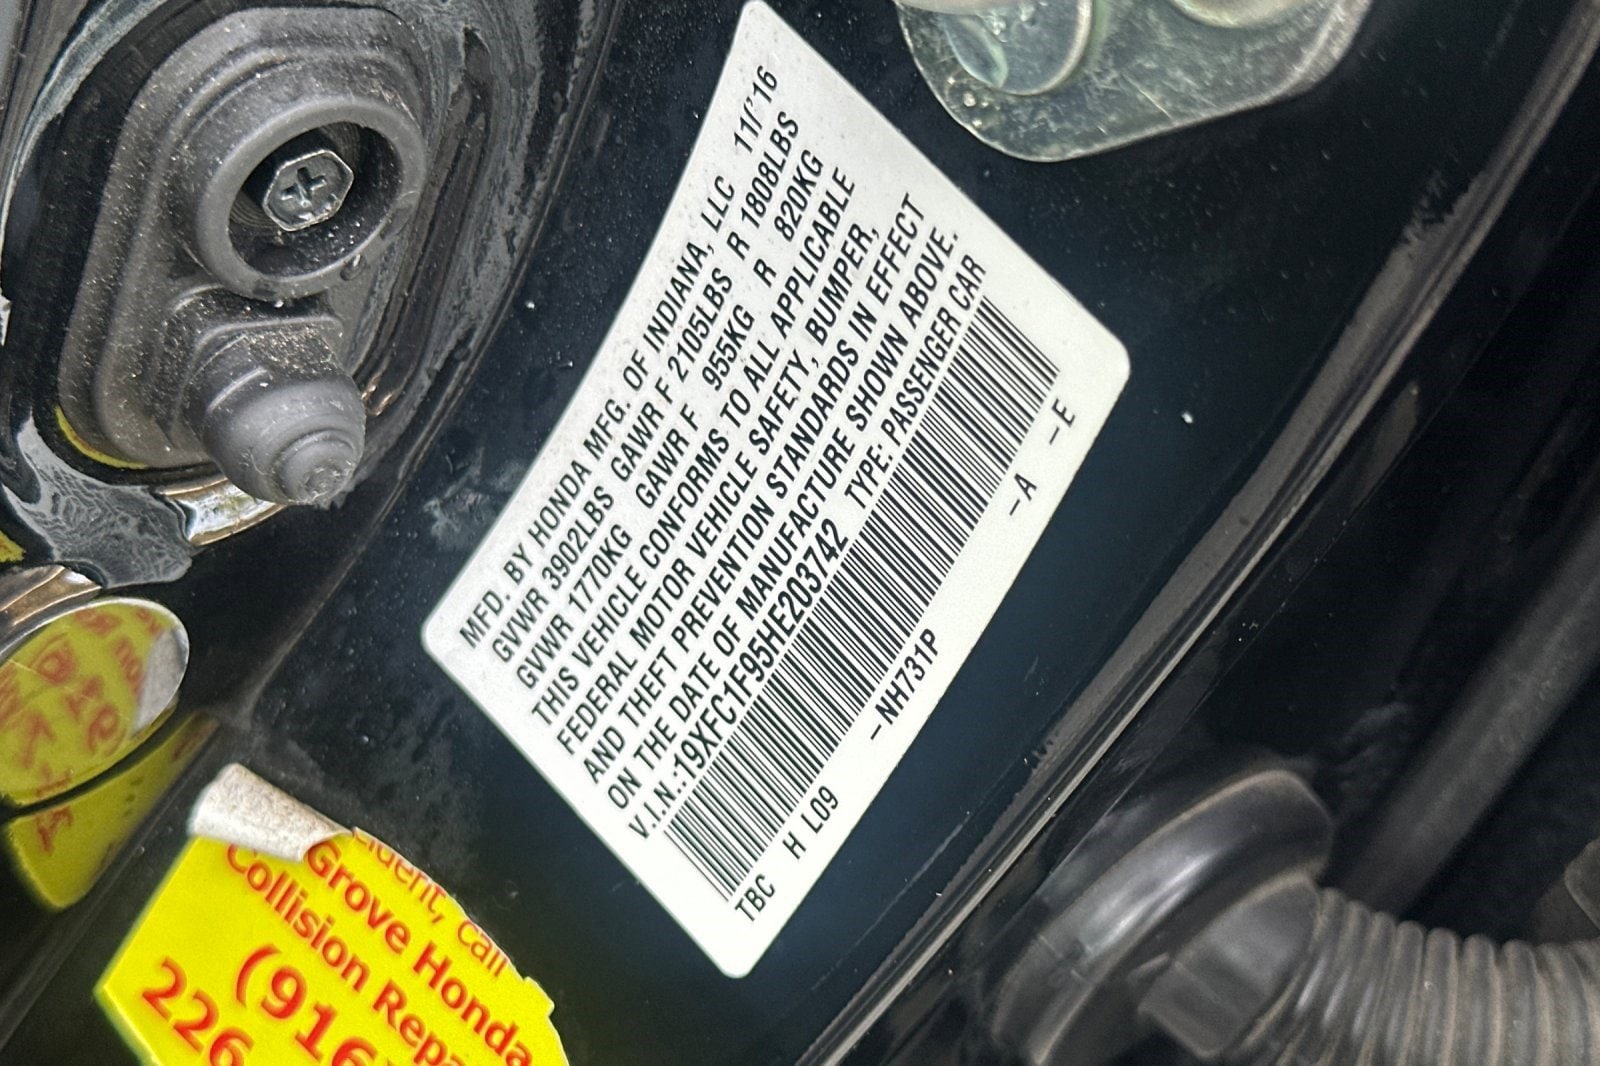 MFD. BY HONDA MFG. OF INDIANA, LLC 11/'16
GVWR 3902LBS GAWR F 2105LBS R 1808LBS
GVWR 1770KG GAWR F 955KG R 820KG
THIS VEHICLE CONFORMS TO ALL APPLICABLE
FEDERAL MOTOR VEHICLE SAFETY, BUMPER,
AND THEFT PREVENTION STANDARDS IN EFFECT
ON THE DATE OF MANUFACTURE SHOWN ABOVE.
V.I.N.:19XFC1F95HE203742 TYPE: PASSENGER CAR
TBC H L09 -NH731P -A -E
call
Grove Honda
Collision
(916)
226